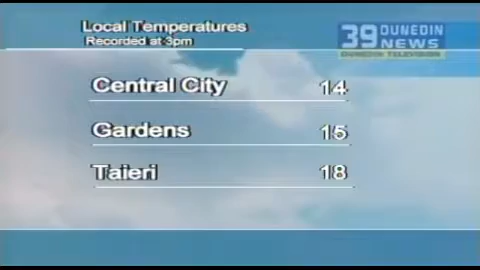 Local Temperatures
Recorded at 3pm
39 DUNEDIN NEWS
DUNEDIN TELEVISION
Central City 14
Gardens 15
Taieri 18